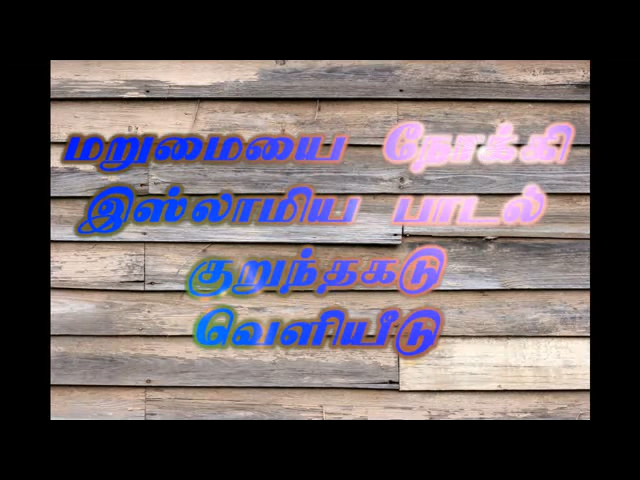 மறுமையை நோக்கி
இஸ்லாமிய பாடல்
குறுந்தகடு
வெளியீடு